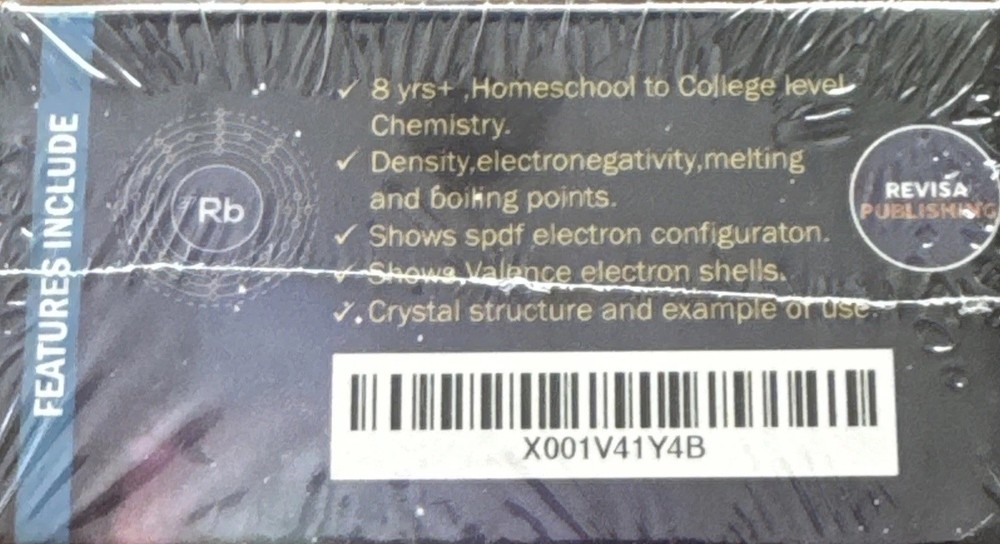 FEATURES INCLUDE
Rb
✓ 8 yrs+ ,Homeschool to College level
Chemistry.
✓ Density,electronegativity,melting
and boiling points.
✓ Shows spdf electron configuraton.
✓ Shows Valence electron shells.
✓ Crystal structure and example of use.
REVISA
PUBLISHING
X001V41Y4B